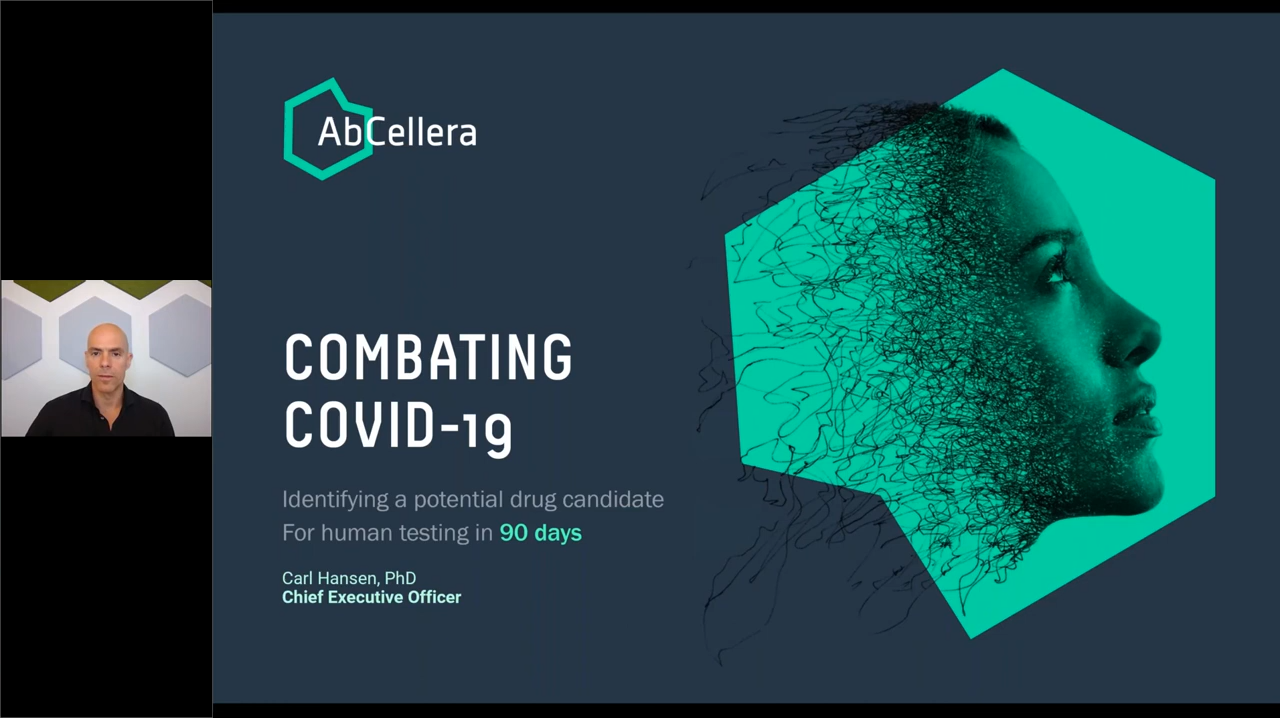 AbCellera
COMBATING
COVID-19
Identifying a potential drug candidate
For human testing in 90 days
Carl Hansen, PhD
Chief Executive Officer